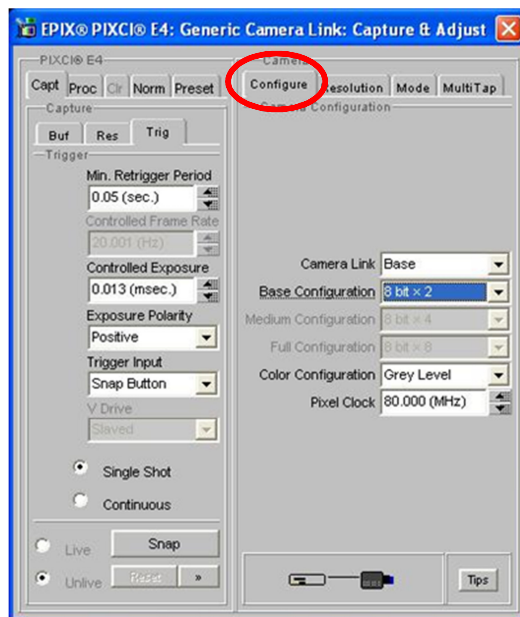 EPIX® PIXCI® E4: Generic Camera Link: Capture & Adjust
PIXCI® E4
Capt Proc Clr Norm Preset
Capture
Buf Res Trig
Trigger
Min. Retrigger Period
0.05 (sec.)
Controlled Frame Rate
20.001 (Hz)
Controlled Exposure
0.013 (msec.)
Exposure Polarity
Positive
Trigger Input
Snap Button
V Drive
Slaved
Single Shot
Continuous
Live Snap
Unlive Reset »
Camera
Configure Resolution Mode MultiTap
Camera Configuration
Camera Link Base
Base Configuration 8 bit × 2
Medium Configuration 8 bit × 4
Full Configuration 8 bit × 8
Color Configuration Grey Level
Pixel Clock 80.000 (MHz)
Tips